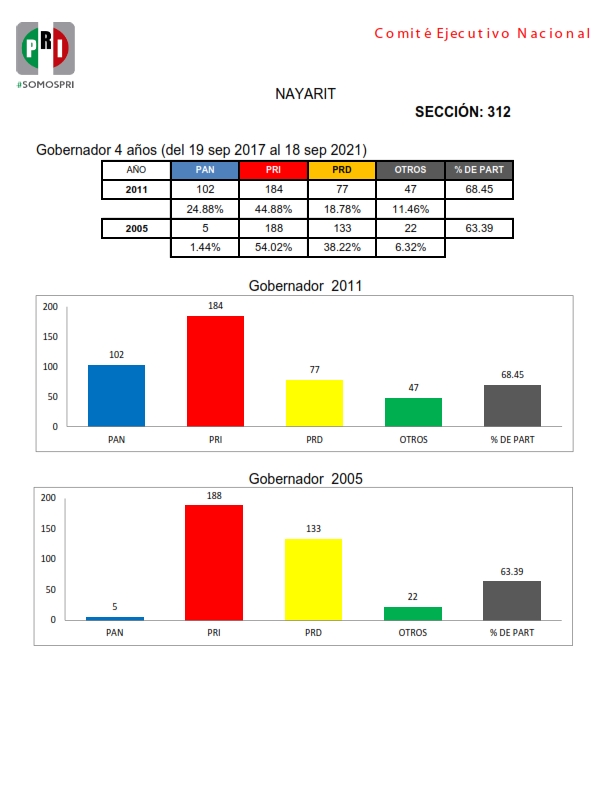 Comité Ejecutivo Nacional
PRI
#SOMOSPRI
NAYARIT
SECCIÓN: 312
Gobernador 4 años (del 19 sep 2017 al 18 sep 2021)
AÑO PAN PRI PRD OTROS % DE PART
2011 102 184 77 47 68.45
24.88% 44.88% 18.78% 11.46%
2005 5 188 133 22 63.39
1.44% 54.02% 38.22% 6.32%
Gobernador 2011
200
150
100
50
0
102
184
77
47
68.45
PAN PRI PRD OTROS % DE PART
Gobernador 2005
200
150
100
50
0
5
188
133
22
63.39
PAN PRI PRD OTROS % DE PART